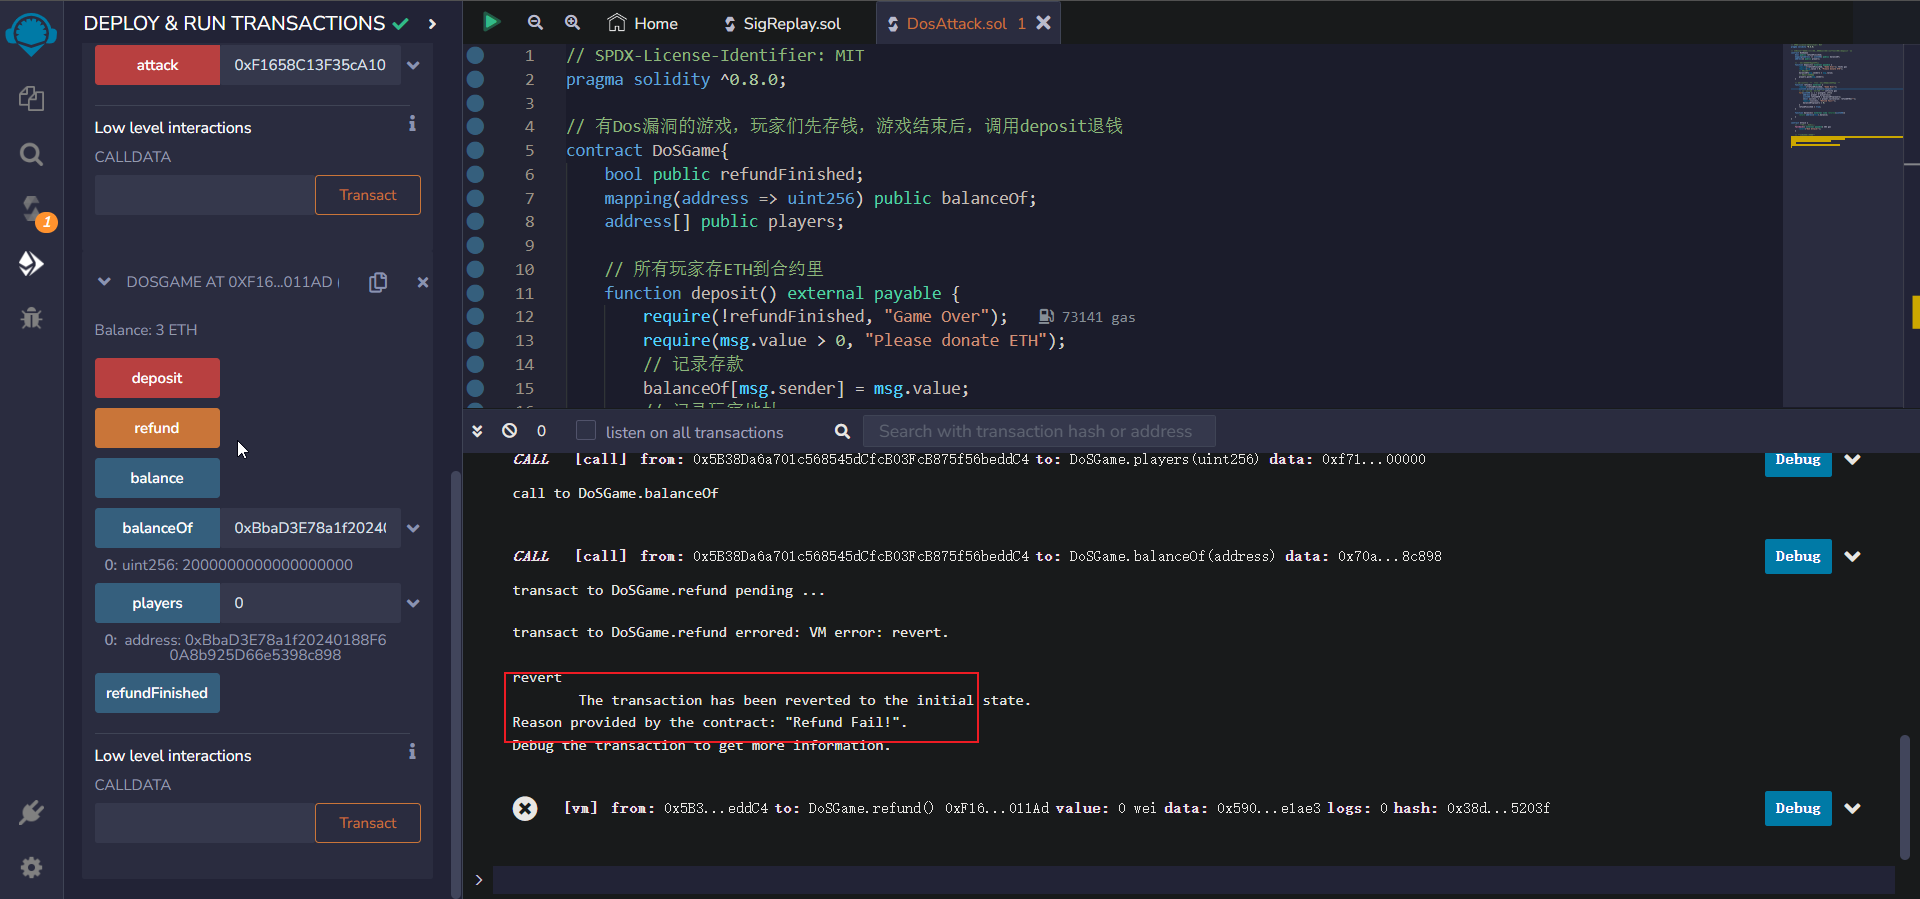 DEPLOY & RUN TRANSACTIONS
attack 0xF1658C13F35cA10
Low level interactions
CALLDATA
Transact
1
DOSGAME AT 0XF16...011AD (
Balance: 3 ETH
deposit
refund
balance
balanceOf 0xBbaD3E78a1f2024(
0: uint256: 2000000000000000000
players 0
0: address: 0xBbaD3E78a1f20240188F6
0A8b925D66e5398c898
refundFinished
Low level interactions
CALLDATA
Transact
Home SigReplay.sol DosAttack.sol 1
1 // SPDX-License-Identifier: MIT
2 pragma solidity ^0.8.0;
3
4 // 有Dos漏洞的游戏，玩家们先存钱，游戏结束后，调用deposit退钱
5 contract DoSGame{
6 bool public refundFinished;
7 mapping(address => uint256) public balanceOf;
8 address[] public players;
9
10 // 所有玩家存ETH到合约里
11 function deposit() external payable {
12 require(!refundFinished, "Game Over"); 73141 gas
13 require(msg.value > 0, "Please donate ETH");
14 // 记录存款
15 balanceOf[msg.sender] = msg.value;
0 listen on all transactions Search with transaction hash or address
CALL [call] from: 0x5B38Da6a701c568545dCfcB03FcB875f56beddC4 to: DoSGame.players(uint256) data: 0xf71...00000 Debug
call to DoSGame.balanceOf
CALL [call] from: 0x5B38Da6a701c568545dCfcB03FcB875f56beddC4 to: DoSGame.balanceOf(address) data: 0x70a...8c898 Debug
transact to DoSGame.refund pending ...
transact to DoSGame.refund errored: VM error: revert.
revert
The transaction has been reverted to the initial state.
Reason provided by the contract: "Refund Fail!".
Debug the transaction to get more information.
[vm] from: 0x5B3...eddC4 to: DoSGame.refund() 0xF16...011Ad value: 0 wei data: 0x590...e1ae3 logs: 0 hash: 0x38d...5203f Debug
>